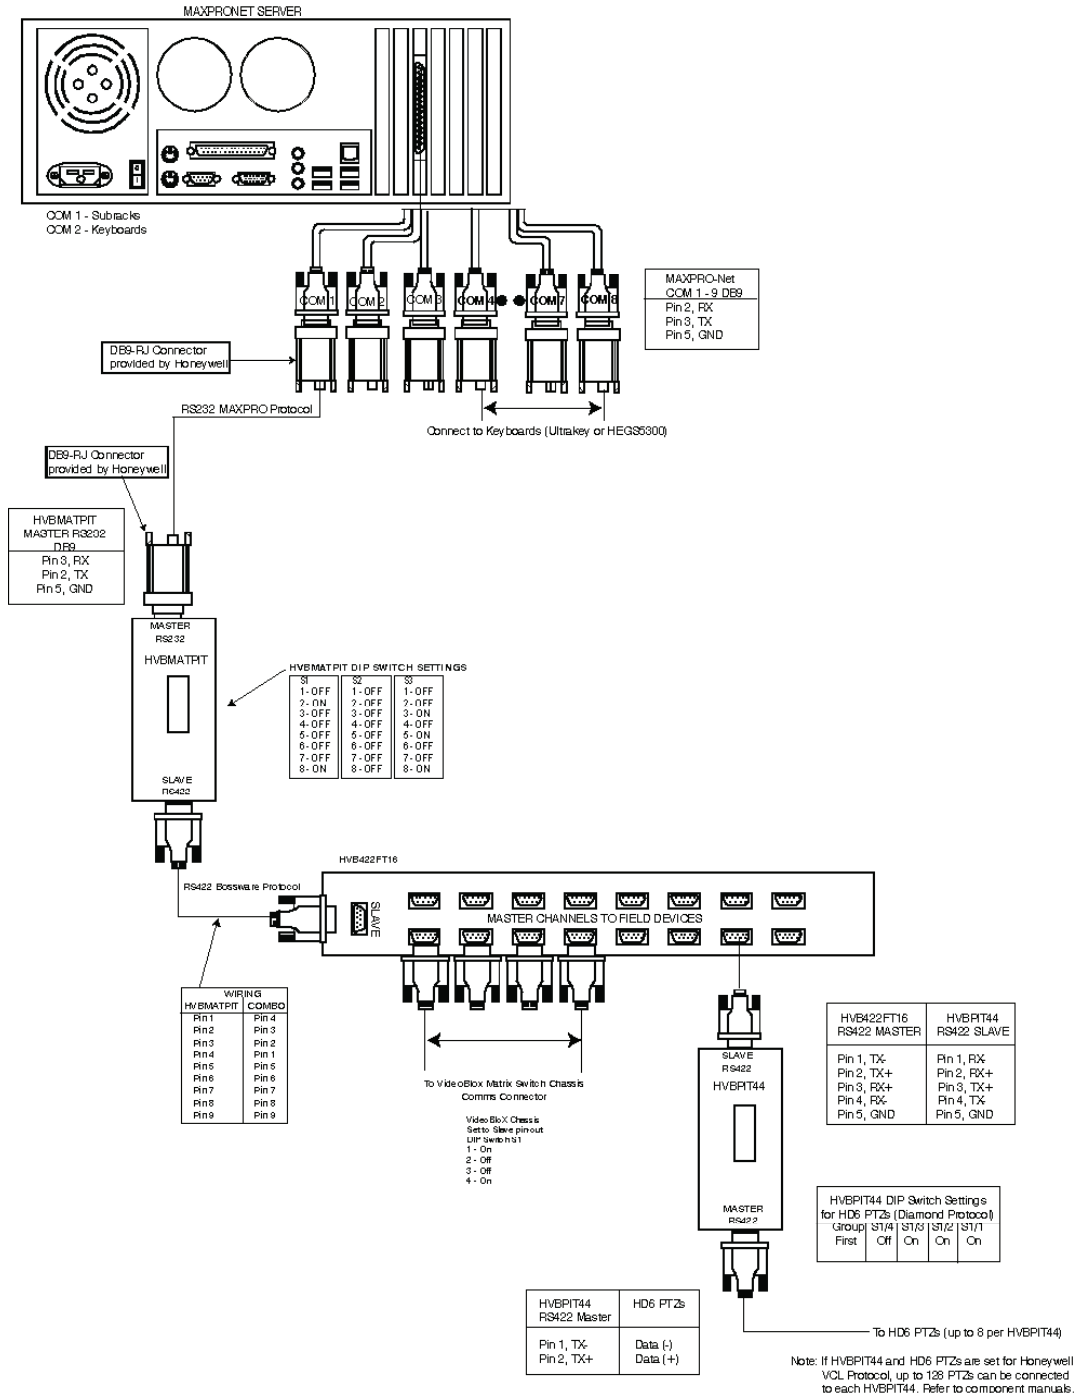 MAXPRONET SERVER
COM 1 - Subracks
COM 2 - Keyboards
COM 1
COM 2
COM 3
COM 4
COM 7
COM 8
MAXPRO-Net
COM 1 - 9 DB9
Pin 2, RX
Pin 3, TX
Pin 5, GND
DB9-RJ Connector
provided by Honeywell
RS232 MAXPRO Protocol
Connect to Keyboards (Ultrakey or HEGS5300)
DB9-RJ Connector
provided by Honeywell
HVBMATPIT
MASTER RS232
DB9
Pin 3, RX
Pin 2, TX
Pin 5, GND
MASTER
RS232
HVBMATPIT
SLAVE
RS422
HVBMATPIT DIP SWITCH SETTINGS
S1 S2 S3
1- OFF 1- OFF 1- OFF
2- ON 2- OFF 2- OFF
3- OFF 3- OFF 3- ON
4- OFF 4- OFF 4- OFF
5- OFF 5- OFF 5- ON
6- OFF 6- OFF 6- OFF
7- OFF 7- OFF 7- OFF
8- ON 8- OFF 8- ON
HVB422FT16
RS422 Bossware Protocol
SLAVE
MASTER CHANNELS TO FIELD DEVICES
WIRING
HVBMATPIT COMBO
Pin 1 Pin 4
Pin 2 Pin 3
Pin 3 Pin 2
Pin 4 Pin 1
Pin 5 Pin 5
Pin 6 Pin 6
Pin 7 Pin 7
Pin 8 Pin 8
Pin 9 Pin 9
To VideoBlox Matrix Switch Chassis
Comms Connector
VideoBloX Chassis
Set to Slave pin-out
DIP Switch S1
1 - On
2 - Off
3 - Off
4 - On
SLAVE
RS422
HVBPIT44
MASTER
RS422
HVB422FT16 HVBPIT44
RS422 MASTER RS422 SLAVE
Pin 1, TX- Pin 1, RX-
Pin 2, TX+ Pin 2, RX+
Pin 3, RX+ Pin 3, TX+
Pin 4, RX- Pin 4, TX-
Pin 5, GND Pin 5, GND
HVBPIT44 DIP Switch Settings
for HD6 PTZs (Diamond Protocol)
Group S1/4 S1/3 S1/2 S1/1
First Off On On On
HVBPIT44 HD6 PTZs
RS422 Master
Pin 1, TX- Data (-)
Pin 2, TX+ Data (+)
To HD6 PTZs (up to 8 per HVBPIT44)
Note: If HVBPIT44 and HD6 PTZs are set for Honeywell
VCL Protocol, up to 128 PTZs can be connected
to each HVBPIT44. Refer to component manuals.